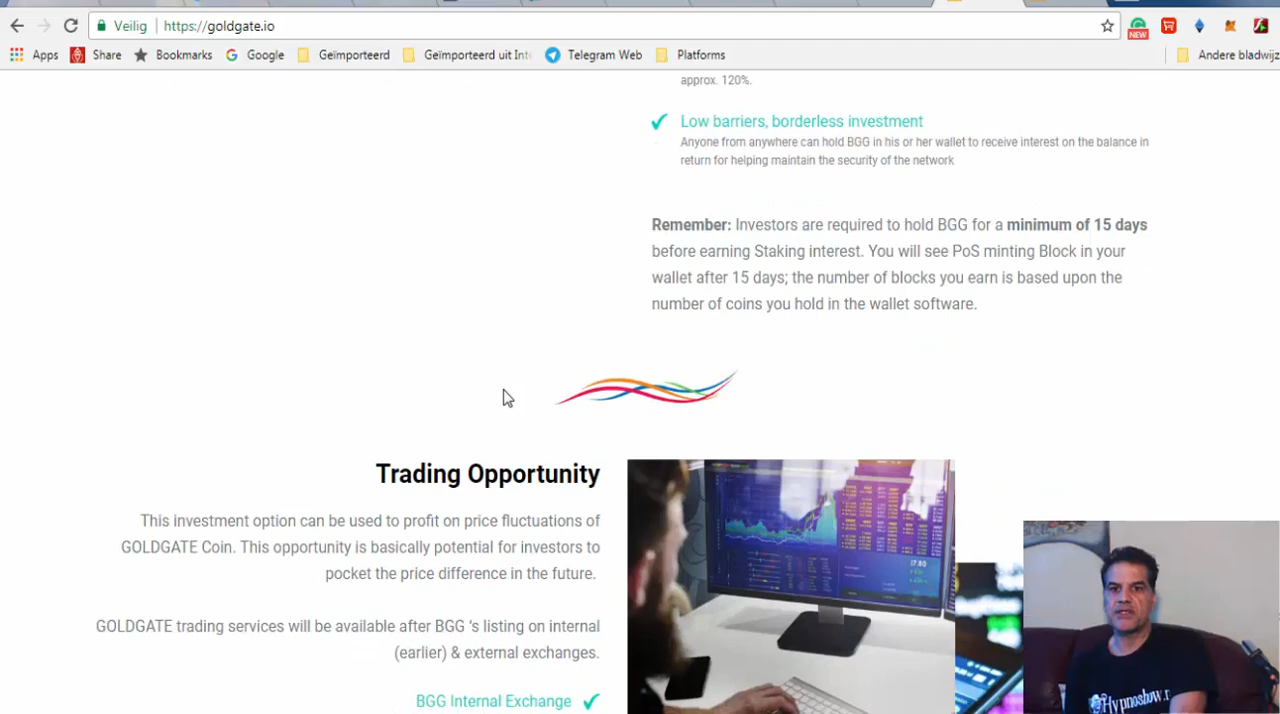 Veilig https://goldgate.io
NEW
Apps Share Bookmarks Google Geïmporteerd Geïmporteerd uit Int Telegram Web Platforms Andere bladwijz
approx. 120%.
Low barriers, borderless investment
Anyone from anywhere can hold BGG in his or her wallet to receive interest on the balance in
return for helping maintain the security of the network
Remember: Investors are required to hold BGG for a minimum of 15 days
before earning Staking interest. You will see PoS minting Block in your
wallet after 15 days; the number of blocks you earn is based upon the
number of coins you hold in the wallet software.
Trading Opportunity
This investment option can be used to profit on price fluctuations of
GOLDGATE Coin. This opportunity is basically potential for investors to
pocket the price difference in the future.
GOLDGATE trading services will be available after BGG 's listing on internal
(earlier) & external exchanges.
BGG Internal Exchange
17.80